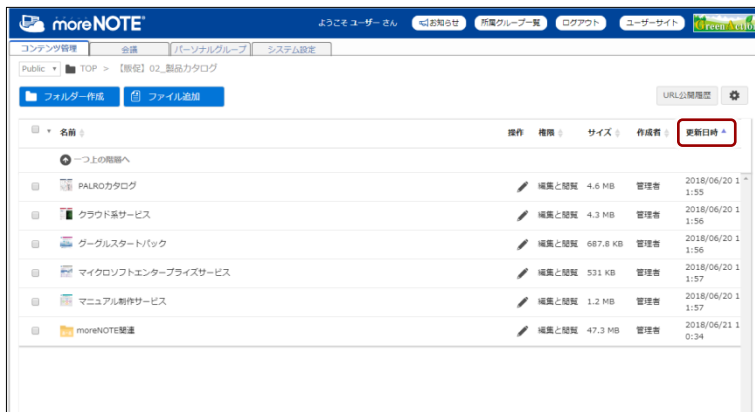 moreNOTE ようこそ ユーザー さん お知らせ 所属グループ一覧 ログアウト ユーザーサイト Green Action
コンテンツ管理 会議 パーソナルグループ システム設定
Public TOP > 【販促】02_製品カタログ
フォルダー作成 ファイル追加 URL公開履歴
名前 操作 権限 サイズ 作成者 更新日時
一つ上の階層へ
PALROカタログ 編集と閲覧 4.6 MB 管理者 2018/06/20 1
1:55
クラウド系サービス 編集と閲覧 4.3 MB 管理者 2018/06/20 1
1:56
グーグルスタートパック 編集と閲覧 687.8 KB 管理者 2018/06/20 1
1:56
マイクロソフトエンタープライズサービス 編集と閲覧 531 KB 管理者 2018/06/20 1
1:57
マニュアル制作サービス 編集と閲覧 1.2 MB 管理者 2018/06/20 1
1:57
moreNOTE関連 編集と閲覧 47.3 MB 管理者 2018/06/21 1
0:34